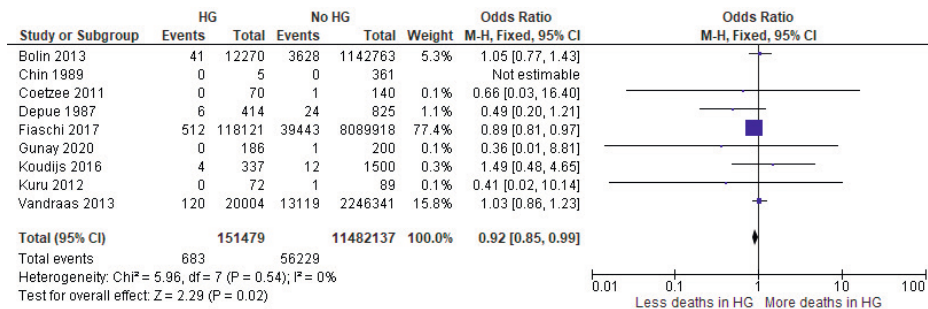 HG No HG Odds Ratio Odds Ratio
Study or Subgroup Events Total Events Total Weight M-H, Fixed, 95% CI M-H, Fixed, 95% CI
Bolin 2013 41 12270 3628 1142763 5.3% 1.05 [0.77, 1.43]
Chin 1989 0 5 0 361 Not estimable
Coetzee 2011 0 70 1 140 0.1% 0.66 [0.03, 16.40]
Depue 1987 6 414 24 825 1.1% 0.49 [0.20, 1.21]
Fiaschi 2017 512 118121 39443 8089918 77.4% 0.89 [0.81, 0.97]
Gunay 2020 0 186 1 200 0.1% 0.36 [0.01, 8.81]
Koudijs 2016 4 337 12 1500 0.3% 1.49 [0.48, 4.65]
Kuru 2012 0 72 1 89 0.1% 0.41 [0.02, 10.14]
Vandraas 2013 120 20004 13119 2246341 15.8% 1.03 [0.86, 1.23]
Total (95% CI) 151479 11482137 100.0% 0.92 [0.85, 0.99]
Total events 683 56229
Heterogeneity: Chi² = 5.96, df = 7 (P = 0.54); I² = 0%
Test for overall effect: Z = 2.29 (P = 0.02)
0.01 0.1 1 10 100
Less deaths in HG More deaths in HG